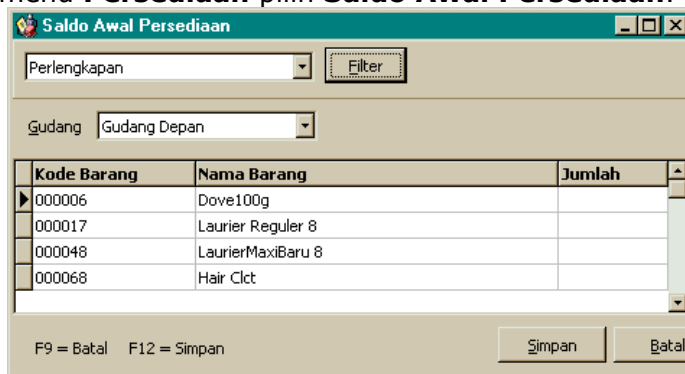 menu Persediaan pilih Saldo Awal Persediaan
Saldo Awal Persediaan
Perlengkapan Filter
Gudang Gudang Depan
Kode Barang Nama Barang Jumlah
000006 Dove100g
000017 Laurier Reguler 8
000048 LaurierMaxiBaru 8
000068 Hair Clct
F9 = Batal F12 = Simpan Simpan Batal